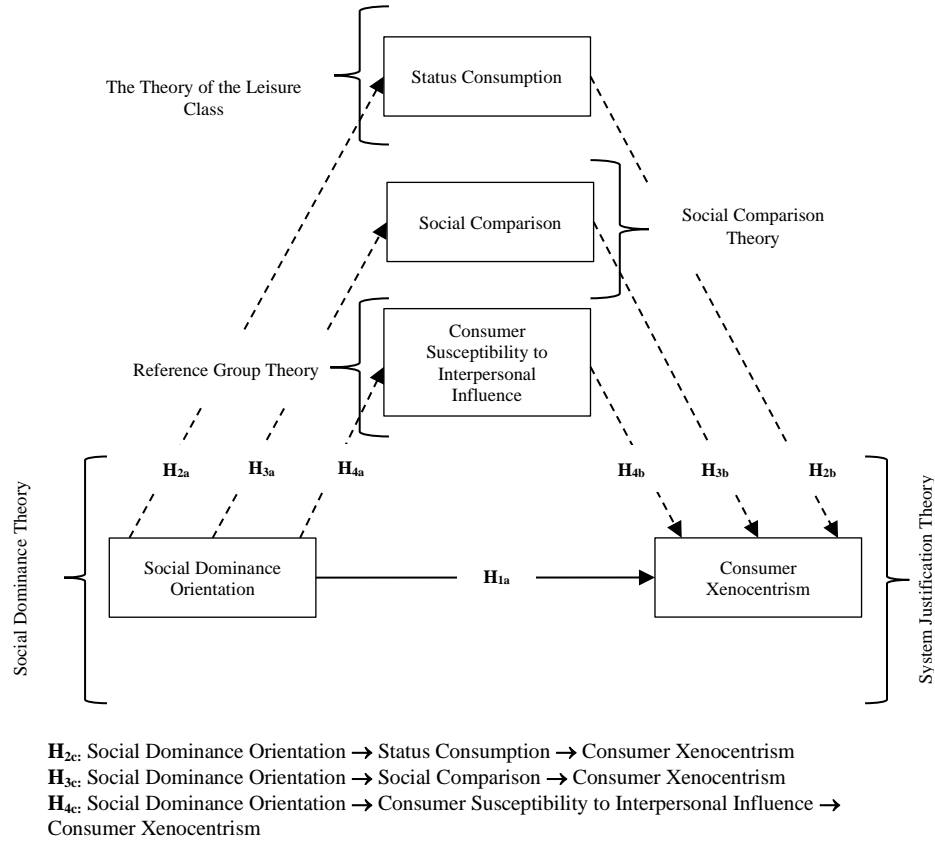 Status Consumption
The Theory of the Leisure
Class
Social Comparison
Social Comparison
Theory
Consumer
Susceptibility to
Interpersonal
Influence
Reference Group Theory
H2a
H3a
H4a
H4b
H3b
H2b
Social Dominance Theory
System Justification Theory
Social Dominance
Orientation
H1a
Consumer
Xenocentrism
H2c: Social Dominance Orientation → Status Consumption → Consumer Xenocentrism
H3c: Social Dominance Orientation → Social Comparison → Consumer Xenocentrism
H4c: Social Dominance Orientation → Consumer Susceptibility to Interpersonal Influence →
Consumer Xenocentrism